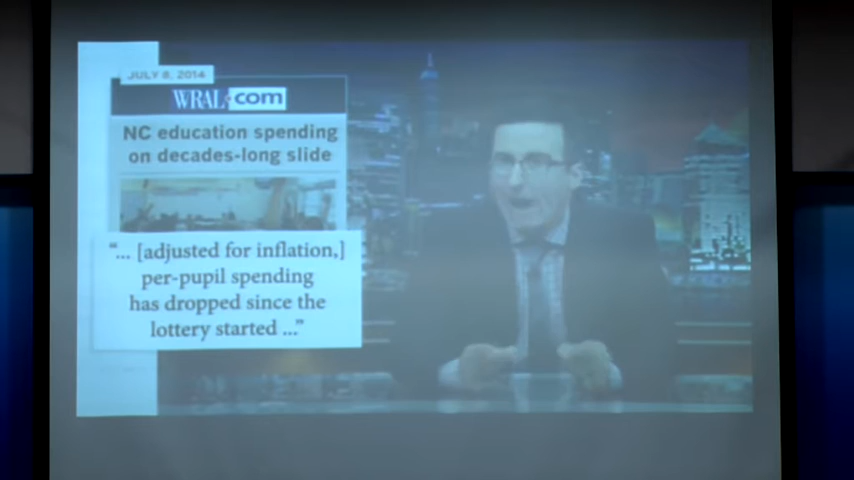 JULY 8, 2014
WRAL.com
NC education spending
on decades-long slide
"... [adjusted for inflation,]
per-pupil spending
has dropped since the
lottery started ..."